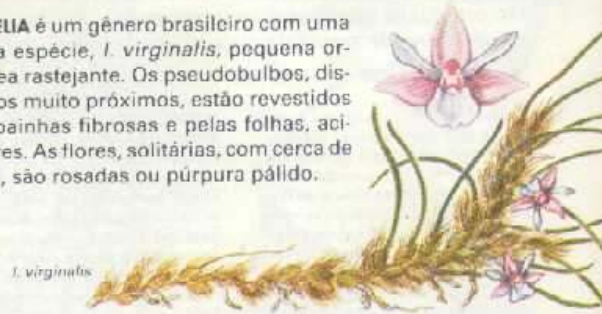 ELIA é um gênero brasileiro com uma
a espécie, I. virginalis, pequena or-
ea rastejante. Os pseudobulbos, dis-
os muito próximos, estão revestidos
bainhas fibrosas e pelas folhas, aci-
res. As flores, solitárias, com cerca de
, são rosadas ou púrpura pálido.
I. virginalis